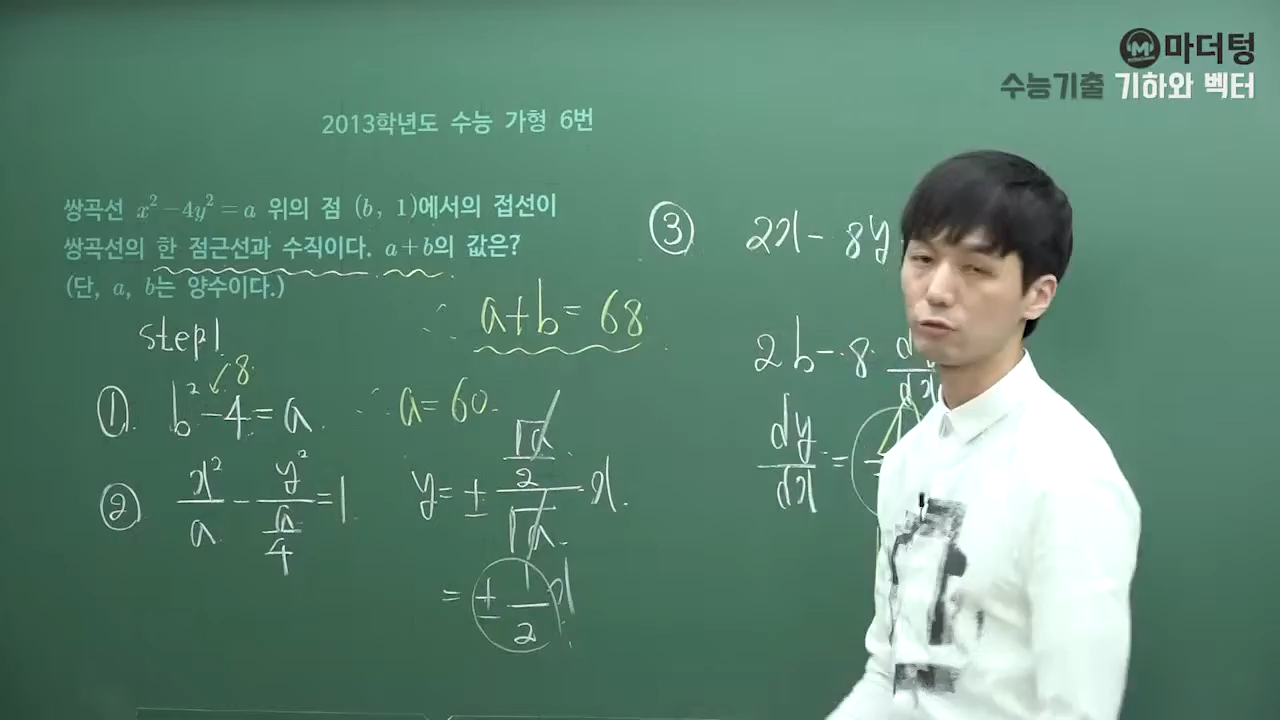 마더텅
수능기출 기하와 벡터
2013학년도 수능 가형 6번
쌍곡선 x²-4y²=a 위의 점 (b, 1)에서의 접선이
쌍곡선의 한 점근선과 수직이다. a+b의 값은?
(단, a, b는 양수이다.)
∴ a+b=68
step1
① b²-4=a. 8
∴ a=60.
② x²/a - y²/(a/4) =1
y=± (√a/2)/√a x.
= ± 1/2 x
③ 2x-8y
2b-8 dy/dx
dy/dx =